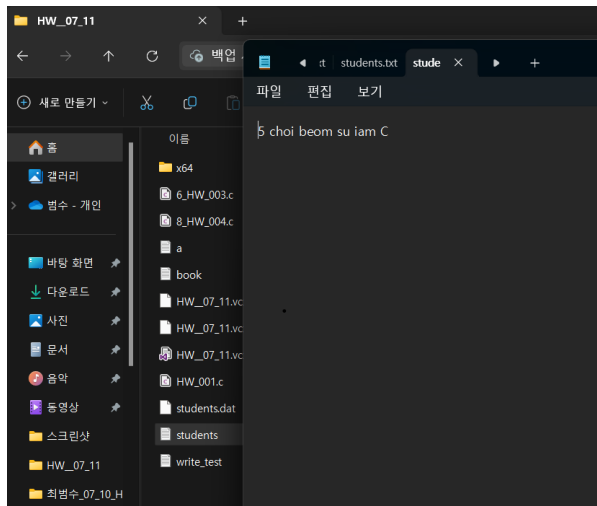 HW__07_11
백업
students.txt
stude
파일
편집
보기
새로 만들기
5 choi beom su iam C
이름
홈
갤러리
범수 - 개인
바탕 화면
다운로드
사진
문서
음악
동영상
스크린샷
HW__07_11
최범수_07_10_H
x64
6_HW_003.c
8_HW_004.c
a
book
HW__07_11.vc
HW__07_11.vc
HW__07_11.vc
HW_001.c
students.dat
students
write_test